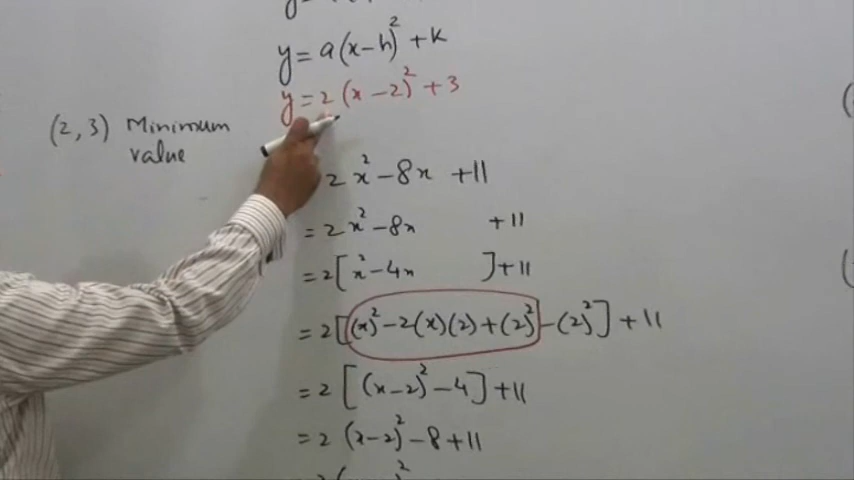 y = a(x-h)² + k
y = 2(x-2)² + 3
(2,3) Minimum
value
2x² - 8x + 11
= 2x² - 8x + 11
= 2[x² - 4x ] + 11
= 2[(x)² - 2(x)(2) + (2)² - (2)²] + 11
= 2[(x-2)² - 4] + 11
= 2(x-2)² - 8 + 11